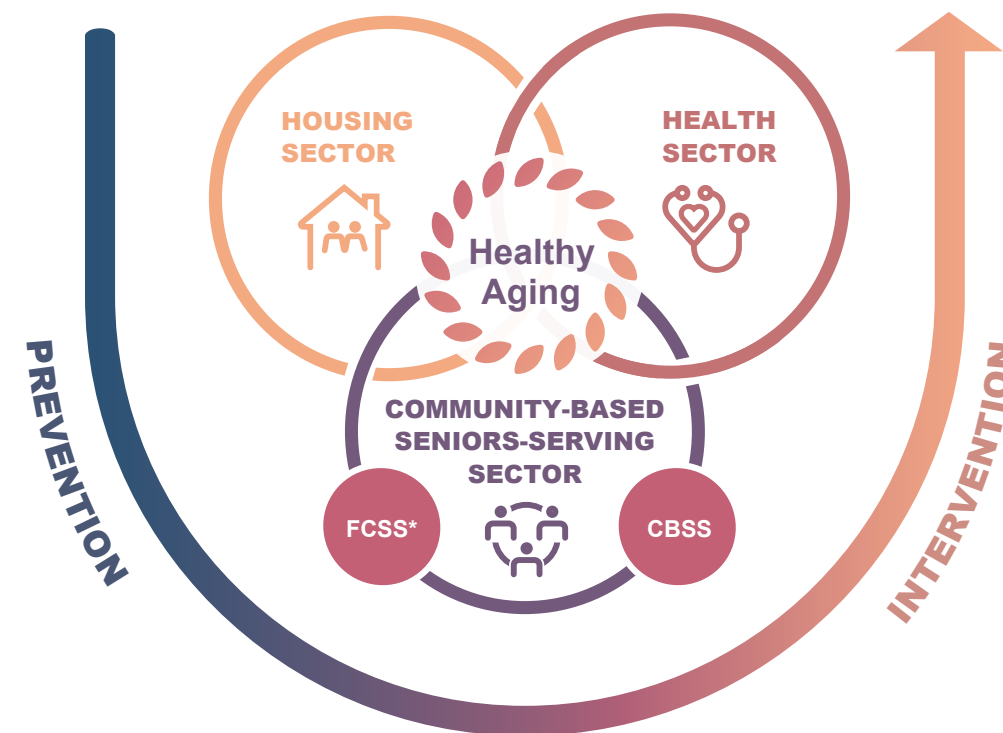 HOUSING
SECTOR
HEALTH
SECTOR
Healthy
Aging
COMMUNITY-BASED
SENIORS-SERVING
SECTOR
FCSS*
CBSS
PREVENTION
INTERVENTION